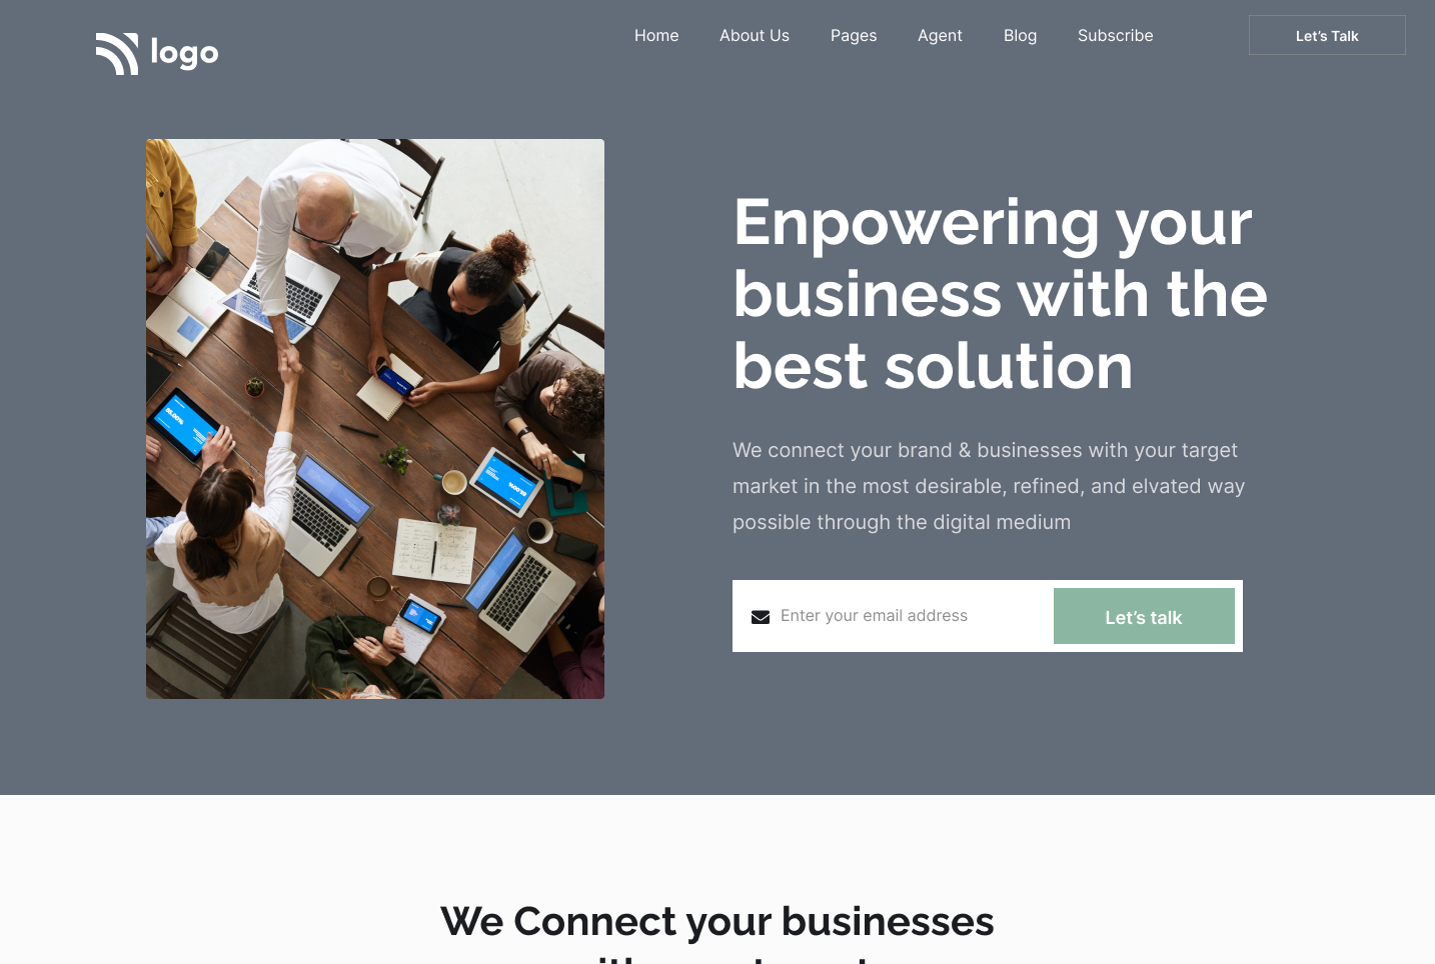 logo
Home About Us Pages Agent Blog Subscribe Let’s Talk
Enpowering your
business with the
best solution
We connect your brand & businesses with your target
market in the most desirable, refined, and elvated way
possible through the digital medium
Enter your email address Let’s talk
We Connect your businesses